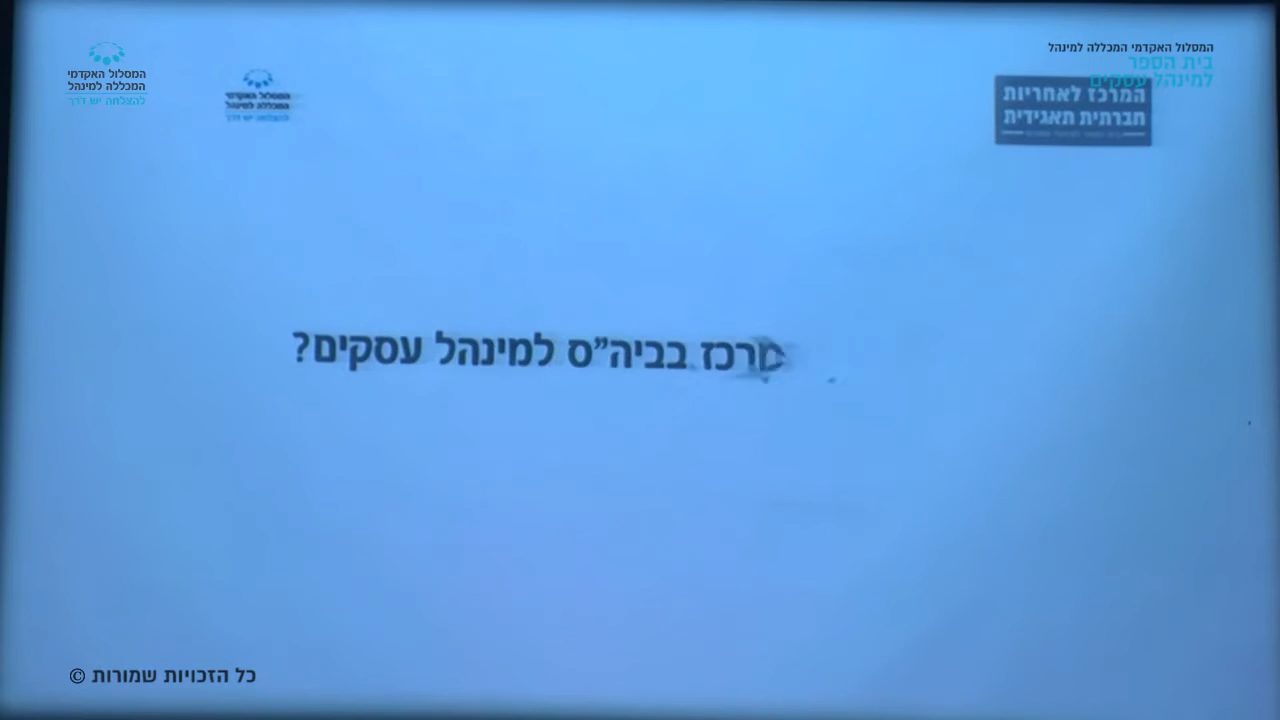 המסלול האקדמי המכללה למינהל
בית הספר
למינהל עסקים
המרכז לאחריות
חברתית תאגידית
המסלול האקדמי
המכללה למינהל
להצלחה יש דרך
המסלול האקדמי
המכללה למינהל
להצלחה יש דרך
מרכז בביה"ס למינהל עסקים?
כל הזכויות שמורות ©